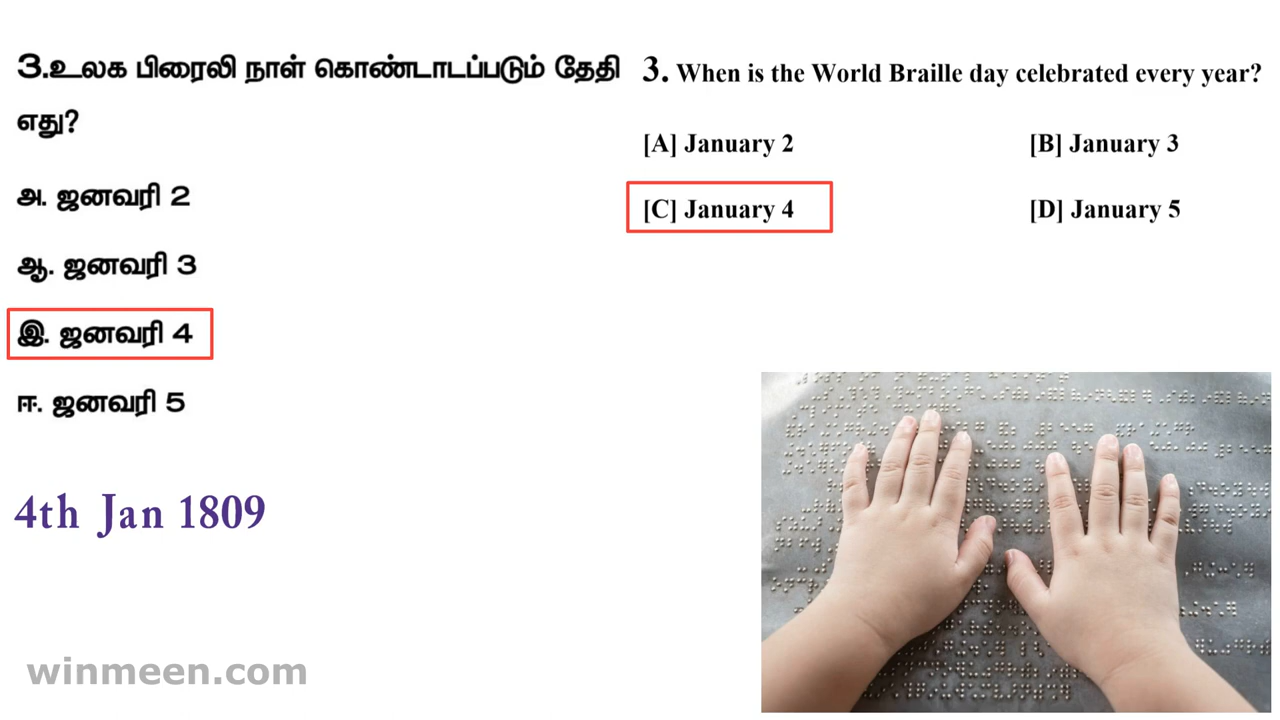 3.உலக பிரைலி நாள் கொண்டாடப்படும் தேதி
எது?
அ. ஜனவரி 2
ஆ. ஜனவரி 3
இ. ஜனவரி 4
ஈ. ஜனவரி 5
4th Jan 1809
3. When is the World Braille day celebrated every year?
[A] January 2 [B] January 3
[C] January 4 [D] January 5
winmeen.com